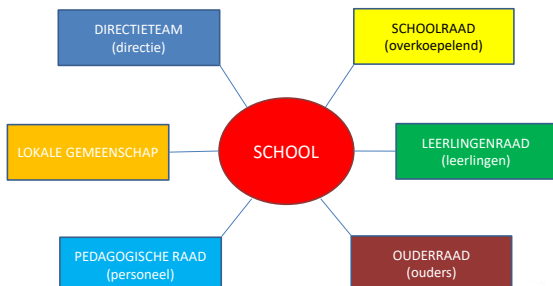 DIRECTIETEAM
(directie)
SCHOOLRAAD
(overkoepelend)
LOKALE GEMEENSCHAP
SCHOOL
LEERLINGENRAAD
(leerlingen)
PEDAGOGISCHE RAAD
(personeel)
OUDERRAAD
(ouders)